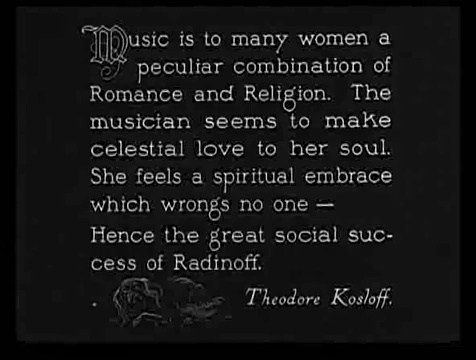 Music is to many women a
peculiar combination of
Romance and Religion. The
musician seems to make
celestial love to her soul.
She feels a spiritual embrace
which wrongs no one —
Hence the great social suc-
cess of Radinoff.
Theodore Kosloff.